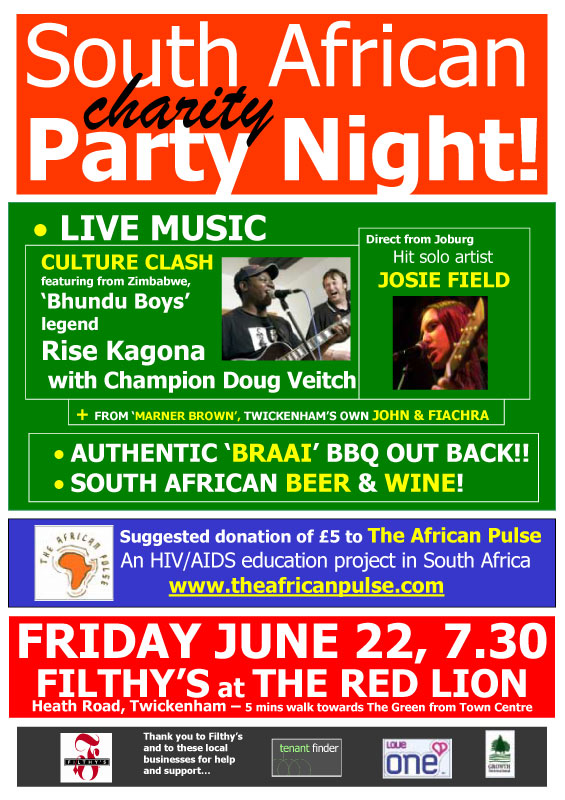 South African
charity
Party Night!
• LIVE MUSIC
CULTURE CLASH
featuring from Zimbabwe,
‘Bhundu Boys’
legend
Rise Kagona
with Champion Doug Veitch
Direct from Joburg
Hit solo artist
JOSIE FIELD
+ FROM ‘MARNER BROWN’, TWICKENHAM’S OWN JOHN & FIACHRA
• AUTHENTIC ‘BRAAI’ BBQ OUT BACK!!
• SOUTH AFRICAN BEER & WINE!
THE AFRICAN PULSE
Suggested donation of £5 to The African Pulse
An HIV/AIDS education project in South Africa
www.theafricanpulse.com
FRIDAY JUNE 22, 7.30
FILTHY’S at THE RED LION
Heath Road, Twickenham – 5 mins walk towards The Green from Town Centre
FILTHY'S
Thank you to Filthy’s
and to these local
businesses for help
and support…
tenant finder
LOVE
one
GROWTH
International